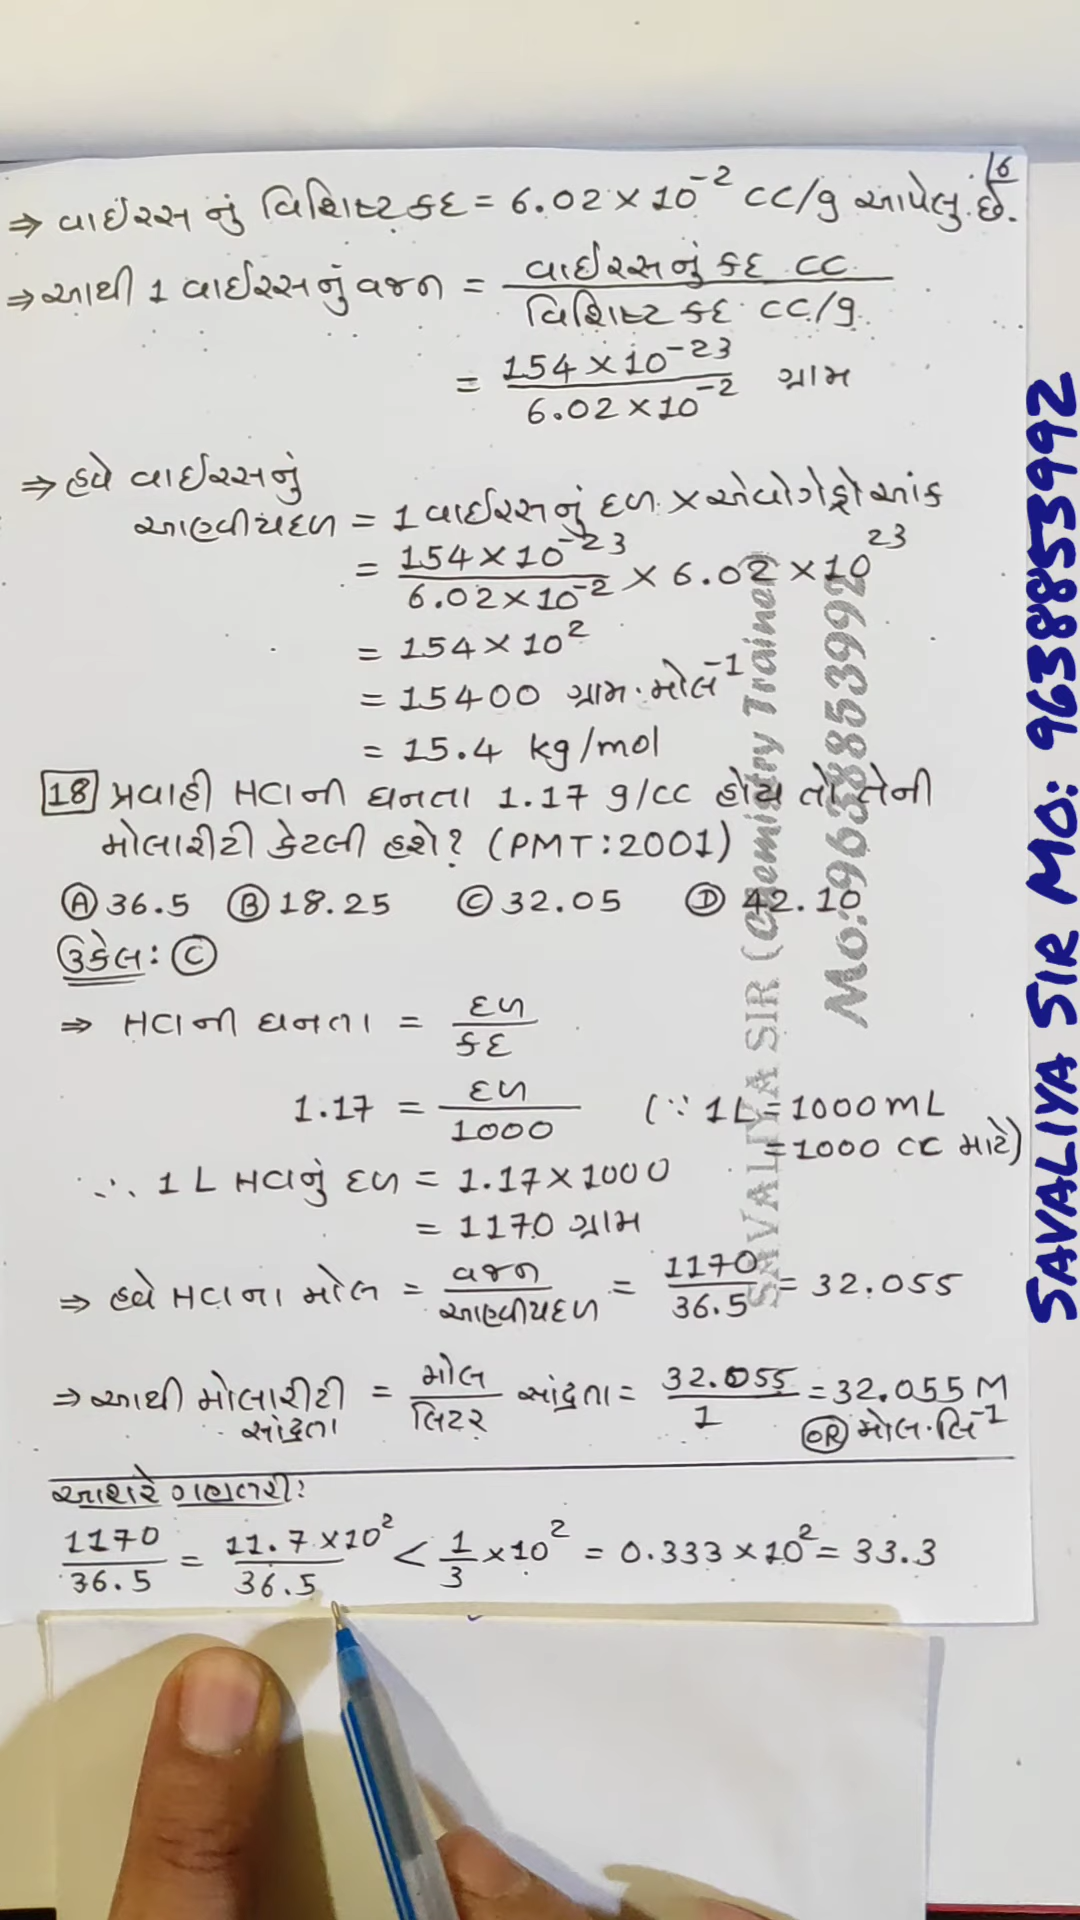 16
⇒ વાઇરસ નું વિશિષ્ટ કદ = 6.02 × 10⁻² CC/g આપેલુ છે.
⇒ આથી 1 વાઈરસનું વજન = વાઈરસનું કદ CC / વિશિષ્ટ કદ CC/g
= 154 × 10⁻²³ / 6.02 × 10⁻² ગ્રામ
⇒ હવે વાઈરસનું
આણ્વીયદળ = 1 વાઈરસનું દળ × એવોગેડ્રોઆંક
= 154 × 10⁻²³ / 6.02 × 10⁻² × 6.02 × 10²³
= 154 × 10²
= 15400 ગ્રામ.મોલ⁻¹
= 15.4 kg/mol
18 પ્રવાહી HCl ની ઘનતા 1.17 g/cc હોય તો તેની
મોલારીટી કેટલી હશે? (PMT:2001)
Ⓐ 36.5 Ⓑ 18.25 Ⓒ 32.05 Ⓓ 42.10
ઉકેલ: Ⓒ
⇒ HCl ની ઘનતા = દળ / કદ
1.17 = દળ / 1000 (∵ 1L = 1000 mL
= 1000 CC માટે)
∴ 1 L HCl નું દળ = 1.17 × 1000
= 1170 ગ્રામ
⇒ હવે HCl ના મોલ = વજન / આણ્વીયદળ = 1170 / 36.5 = 32.055
⇒ આથી મોલારીટી = મોલ / લિટર સાંદ્રતા = 32.055 / 1 = 32.055 M
સાંદ્રતા OR મોલ.લિ⁻¹
આશરે ગણતરી:
1170 / 36.5 = 11.7 × 10² / 36.5 < 1/3 × 10² = 0.333 × 10² = 33.3
SAVALIYA SIR (Chemistry Trainer)
Mo: 9638853992
SAVALIYA SIR MO: 9638853992